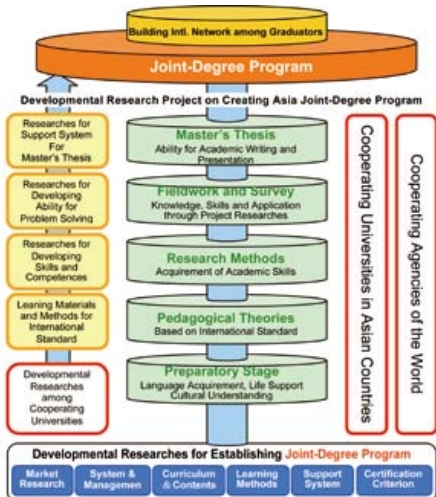 Building Intl. Network among Graduators
Joint-Degree Program
Developmental Research Project on Creating Asia Joint-Degree Program
Researches for
Support System
For
Master's Thesis
Researches for
Developing
Ability for
Problem Solving
Researches for
Developing
Skills and
Competences
Leaning Materials
and Methods for
International
Standard
Developmental
Researches
among
Cooperating
Universities
Master's Thesis
Ability for Academic Writing and
Presentation
Fieldwork and Survey
Knowledge, Skills and Application
through Project Researches
Research Methods
Acquirement of Academic Skills
Pedagogical Theories
Based on International Standard
Preparatory Stage
Language Acquirement, Life Support
Cultural Understanding
Cooperating Universities in Asian Countries
Cooperating Agencies of the World
Developmental Researches for Establishing Joint-Degree Program
Market
Research
System &
Managemen
Curriculum
& Contents
Learning
Methods
Support
System
Certification
Criterion